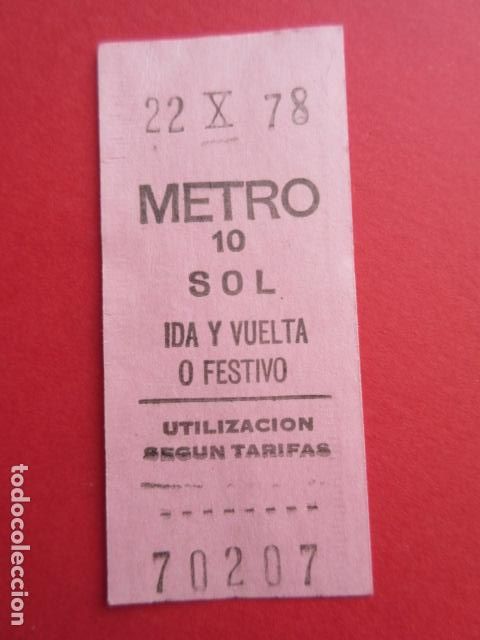 22 X 78
METRO
10
SOL
IDA Y VUELTA
O FESTIVO
UTILIZACION
SEGUN TARIFAS
70207
todocoleccion